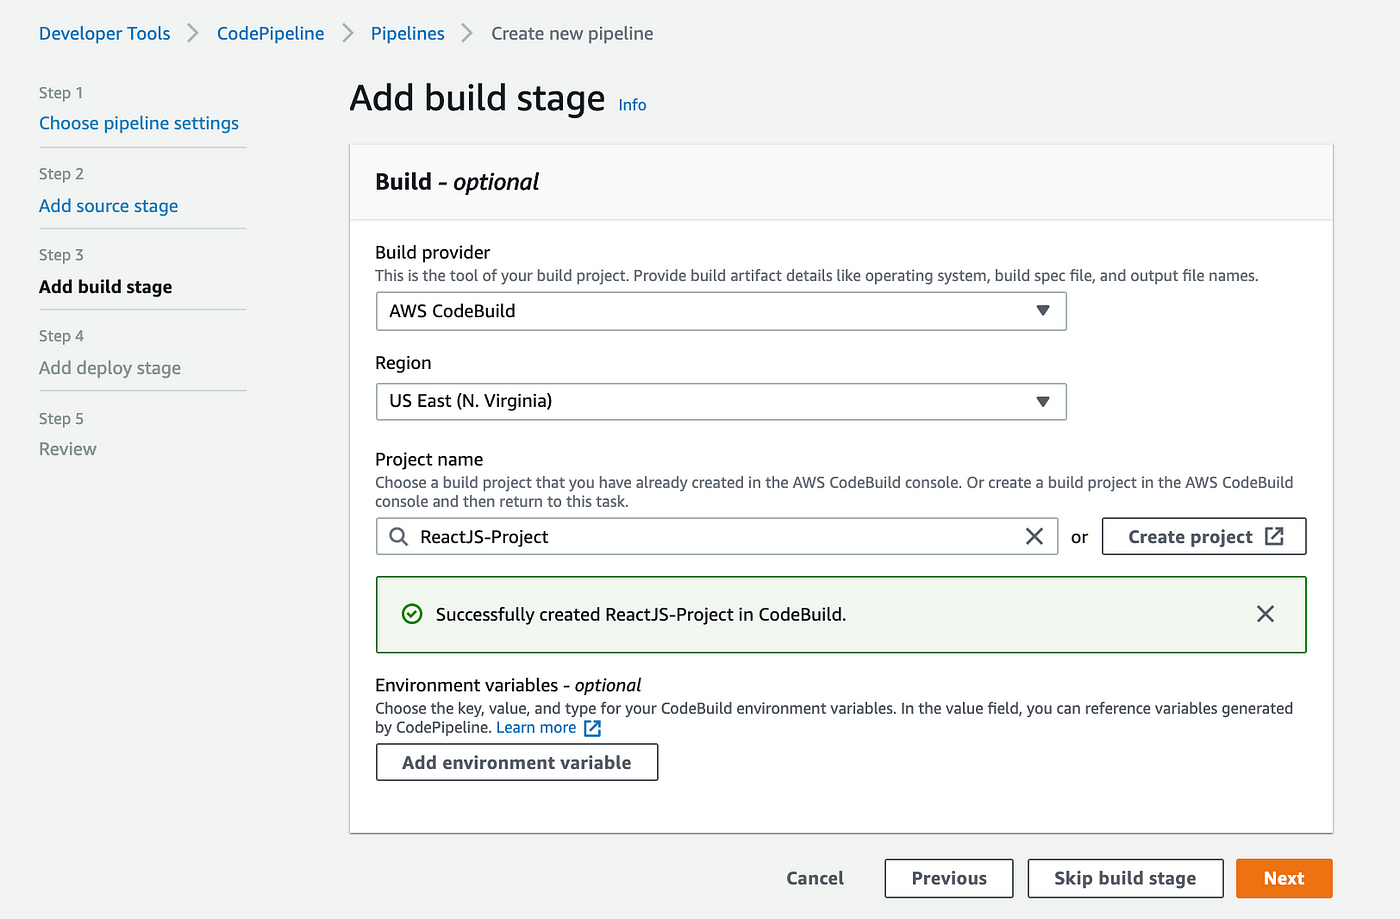 Developer Tools > CodePipeline > Pipelines > Create new pipeline
Step 1
Choose pipeline settings
Step 2
Add source stage
Step 3
Add build stage
Step 4
Add deploy stage
Step 5
Review
Add build stage Info
Build - optional
Build provider
This is the tool of your build project. Provide build artifact details like operating system, build spec file, and output file names.
AWS CodeBuild
Region
US East (N. Virginia)
Project name
Choose a build project that you have already created in the AWS CodeBuild console. Or create a build project in the AWS CodeBuild
console and then return to this task.
ReactJS-Project or Create project
Successfully created ReactJS-Project in CodeBuild.
Environment variables - optional
Choose the key, value, and type for your CodeBuild environment variables. In the value field, you can reference variables generated
by CodePipeline. Learn more
Add environment variable
Cancel Previous Skip build stage Next